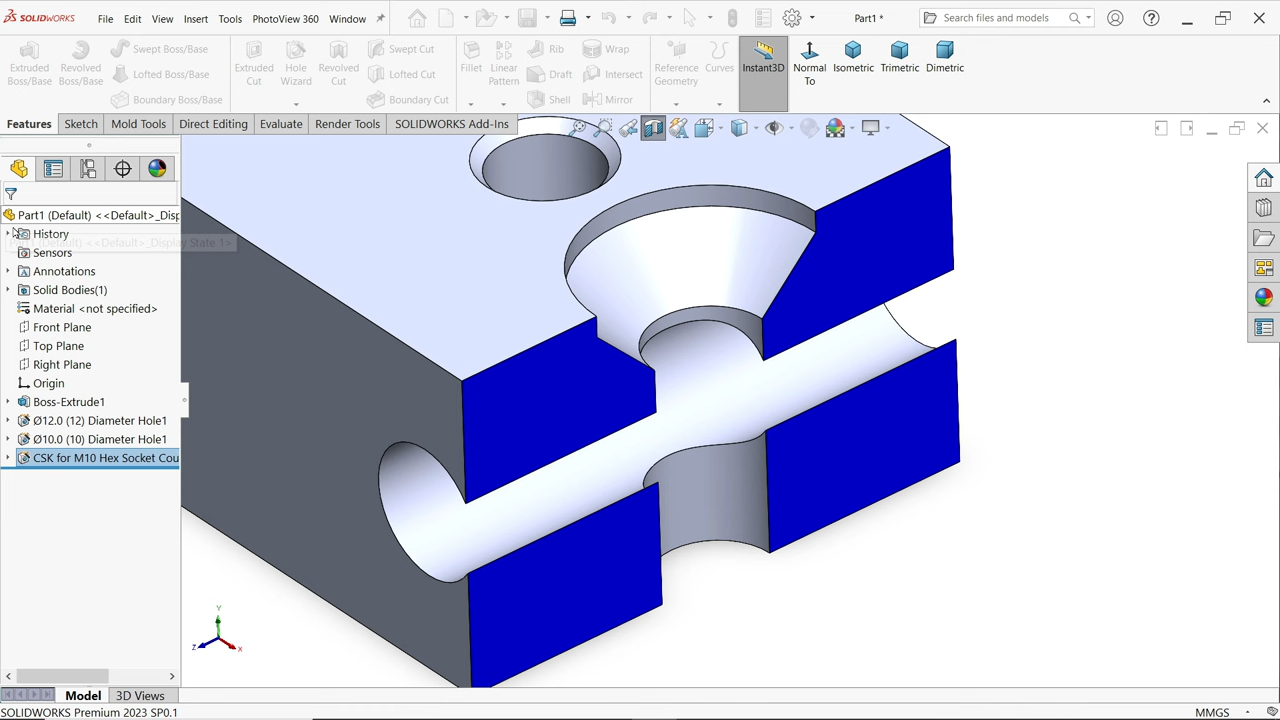 SOLIDWORKS File Edit View Insert Tools PhotoView 360 Window Part1 * Search files and models
Extruded Boss/Base
Revolved Boss/Base
Swept Boss/Base
Lofted Boss/Base
Boundary Boss/Base
Extruded Cut
Hole Wizard
Revolved Cut
Swept Cut
Lofted Cut
Boundary Cut
Fillet
Linear Pattern
Rib
Draft
Shell
Wrap
Intersect
Mirror
Reference Geometry
Curves
Instant3D
Normal To
Isometric
Trimetric
Dimetric
Features Sketch Mold Tools Direct Editing Evaluate Render Tools SOLIDWORKS Add-Ins
Part1 (Default) <<Default>_Disp
Part1 (Default) <<Default>_Display State 1>
History
Sensors
Annotations
Solid Bodies(1)
Material <not specified>
Front Plane
Top Plane
Right Plane
Origin
Boss-Extrude1
Ø12.0 (12) Diameter Hole1
Ø10.0 (10) Diameter Hole1
CSK for M10 Hex Socket Cou
Y
Z
X
Model 3D Views
SOLIDWORKS Premium 2023 SP0.1 MMGS